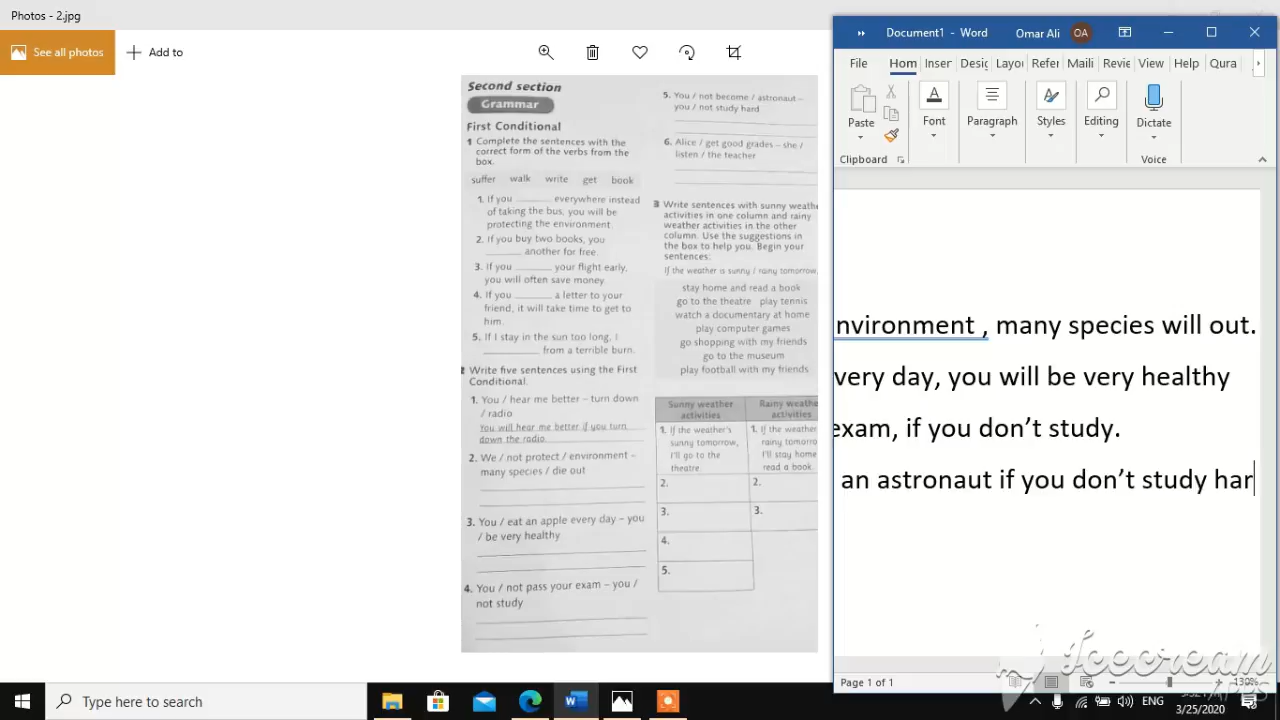 Photos - 2.jpg
See all photos
Add to
Second section
Grammar
First Conditional
1 Complete the sentences with the
correct form of the verbs from the
box.
suffer walk write get book
1. If you ________ everywhere instead
of taking the bus, you will be
protecting the environment.
2. If you buy two books, you
________ another for free.
3. If you ________ your flight early,
you will often save money.
4. If you ________ a letter to your
friend, it will take time to get to
him.
5. If I stay in the sun too long, I
________ from a terrible burn.
Write five sentences using the First
Conditional.
1. You / hear me better – turn down
/ radio
You will hear me better if you turn
down the radio.
2. We / not protect / environment –
many species / die out
3. You / eat an apple every day – you
/ be very healthy
4. You / not pass your exam – you /
not study
5. You / not become / astronaut –
you / not study hard
6. Alice / get good grades – she /
listen / the teacher
3 Write sentences with sunny weathe
activities in one column and rainy
weather activities in the other
column. Use the suggestions in
the box to help you. Begin your
sentences:
If the weather is sunny / rainy tomorrow,
stay home and read a book
go to the theatre play tennis
watch a documentary at home
play computer games
go shopping with my friends
go to the museum
play football with my friends
Sunny weather
activities
Rainy weathe
activities
1. If the weather's
sunny tomorrow,
I'll go to the
theatre.
1. If the weather
rainy tomorro
I'll stay home
read a book.
2.
2.
3.
3.
4.
5.
Document1 - Word
Omar Ali
OA
File Hom Inser Desig Layou Refer Maili Revie View Help Qura
Paste
Font
Paragraph
Styles
Editing
Dictate
Clipboard
Voice
nvironment , many species will out.
very day, you will be very healthy
exam, if you don’t study.
an astronaut if you don’t study har
Page 1 of 1
130%
Icecream
APPS
Type here to search
ENG
3/25/2020